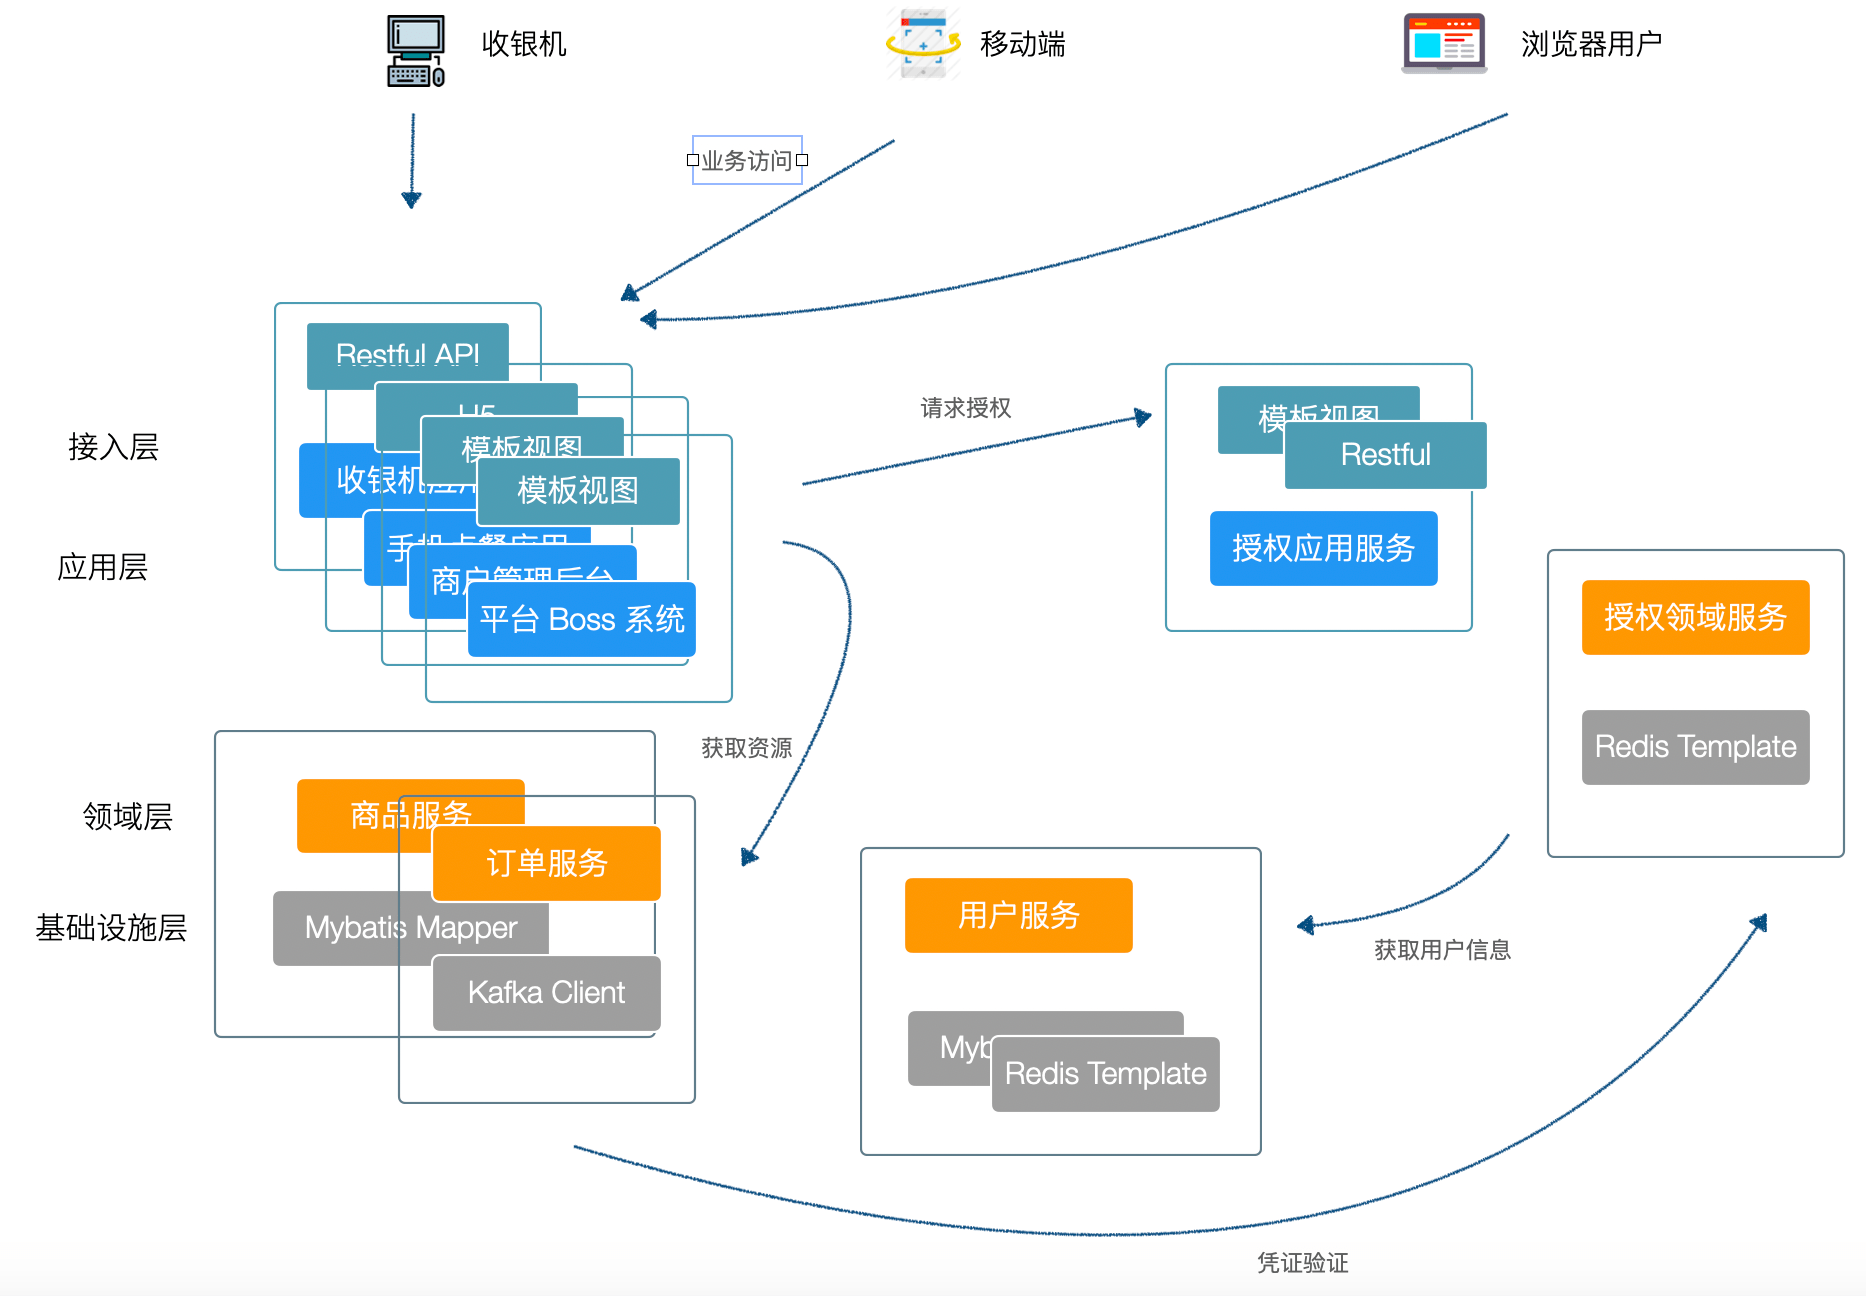 收银机
移动端
浏览器用户
业务访问
Restful API
H5
模板视图
模板视图
接入层
收银机应用
手机点餐应用
商户管理后台
平台 Boss 系统
应用层
请求授权
模板视图
Restful
授权应用服务
授权领域服务
Redis Template
获取资源
领域层
商品服务
订单服务
基础设施层
Mybatis Mapper
Kafka Client
用户服务
Myb
Redis Template
获取用户信息
凭证验证